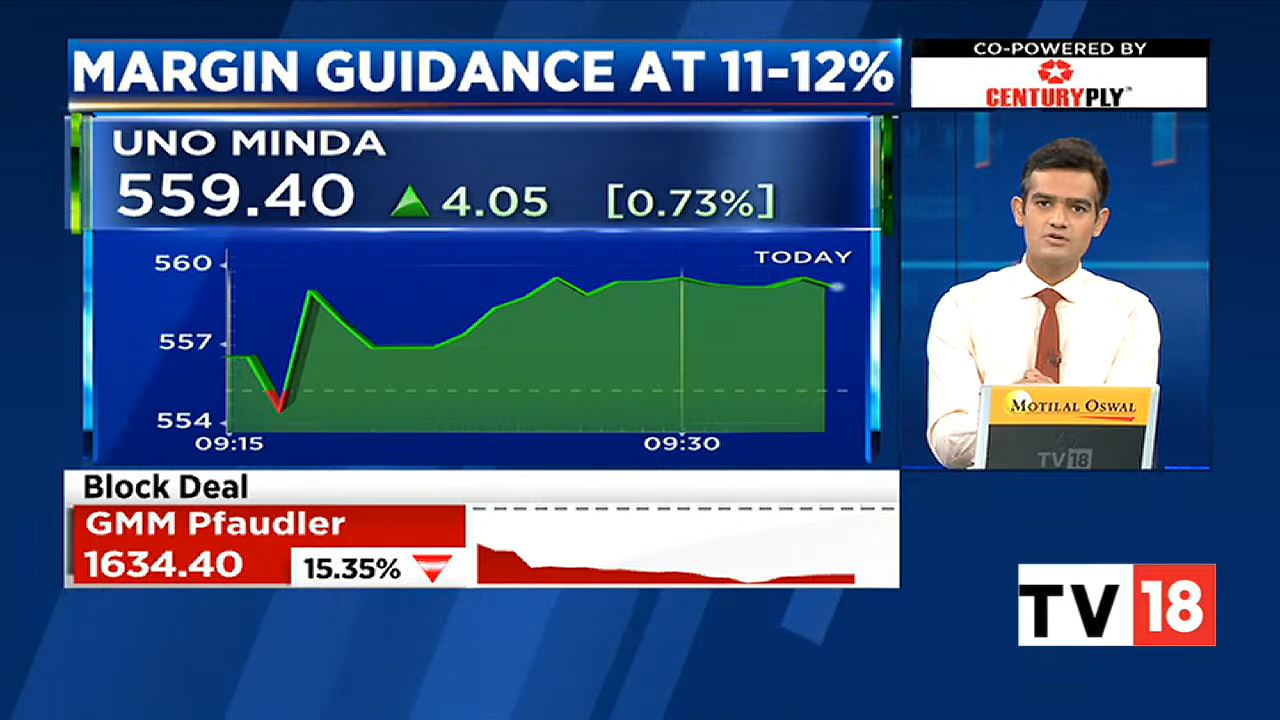 MARGIN GUIDANCE AT 11-12%
CO-POWERED BY
CENTURYPLY
UNO MINDA
559.40 ▲ 4.05 [0.73%]
TODAY
560
557
554
09:15 09:30
MOTILAL OSWAL
TV18
Block Deal
GMM Pfaudler
1634.40 15.35% ▼
TV18